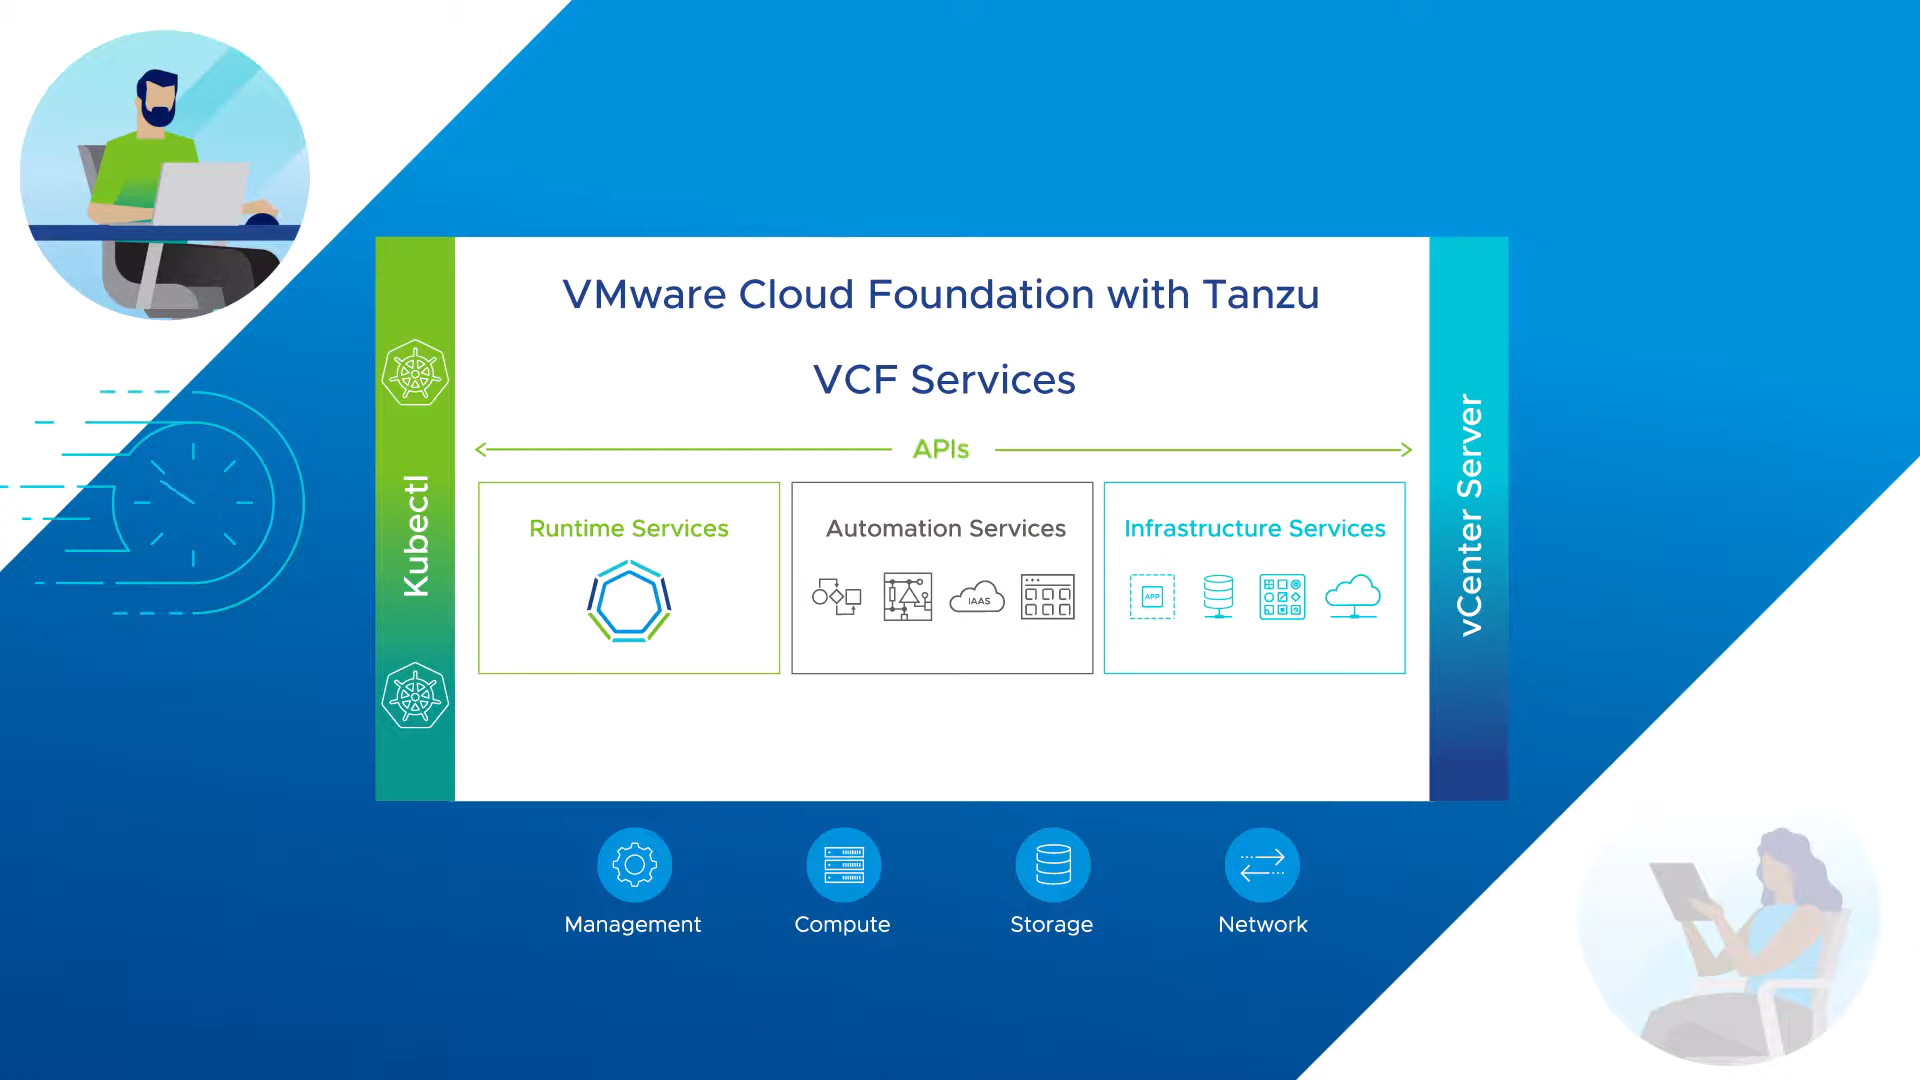 VMware Cloud Foundation with Tanzu
VCF Services
APIs
Kubectl
Runtime Services
Automation Services
IAAS
Infrastructure Services
APP
vCenter Server
Management
Compute
Storage
Network